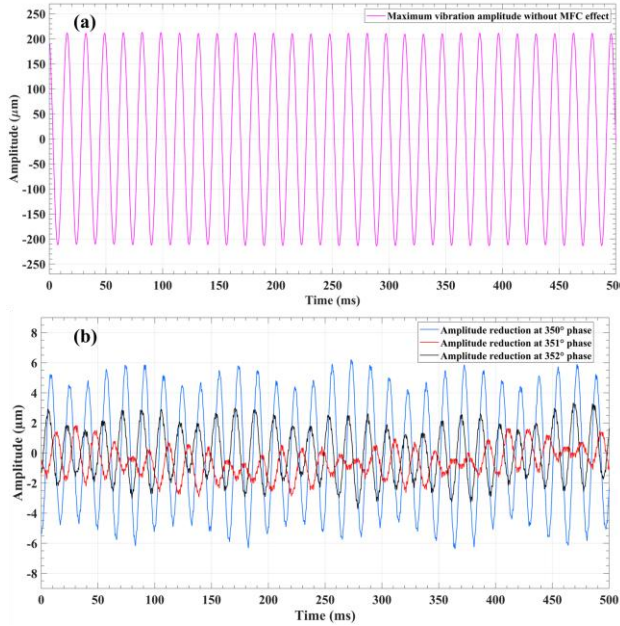 (a)
Maximum vibration amplitude without MFC effect
Amplitude (μm)
250
200
150
100
50
0
-50
-100
-150
-200
-250
0 50 100 150 200 250 300 350 400 450 500
Time (ms)
(b)
Amplitude reduction at 350° phase
Amplitude reduction at 351° phase
Amplitude reduction at 352° phase
Amplitude (μm)
8
6
4
2
0
-2
-4
-6
-8
0 50 100 150 200 250 300 350 400 450 500
Time (ms)